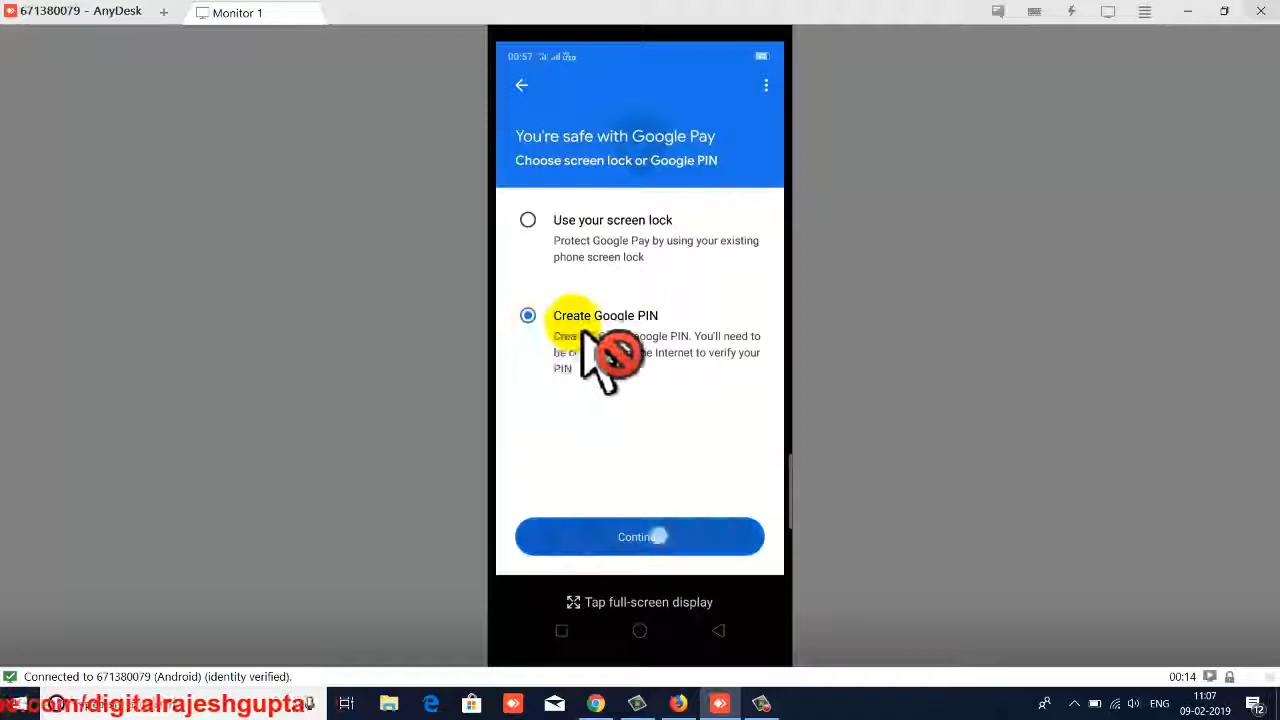 671380079 - AnyDesk
Monitor 1
00:57
You're safe with Google Pay
Choose screen lock or Google PIN
Use your screen lock
Protect Google Pay by using your existing
phone screen lock
Create Google PIN
Google PIN. You'll need to
Internet to verify your
PIN
Continue
Tap full-screen display
Connected to 671380079 (Android) (identity verified).
00:14
.com/digitalrajeshgupta
ENG
11:07
09-02-2019
2